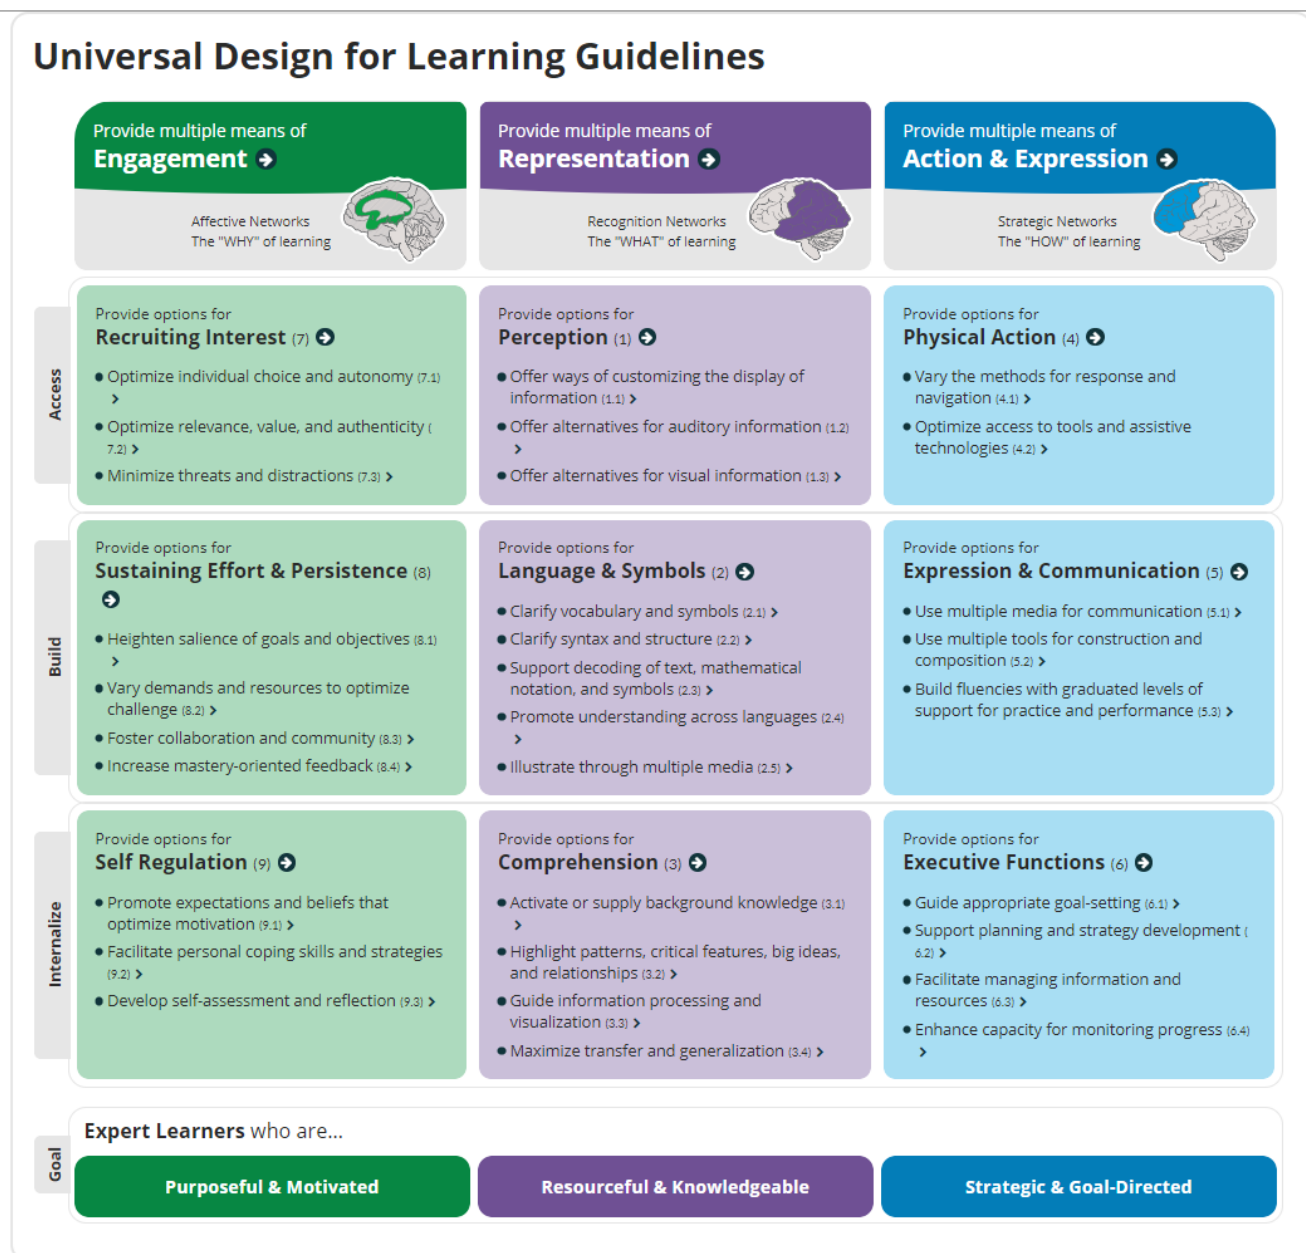 Universal Design for Learning Guidelines
Provide multiple means of
Engagement
Affective Networks
The "WHY" of learning
Provide multiple means of
Representation
Recognition Networks
The "WHAT" of learning
Provide multiple means of
Action & Expression
Strategic Networks
The "HOW" of learning
Access
Provide options for
Recruiting Interest (7)
Optimize individual choice and autonomy (7.1)
Optimize relevance, value, and authenticity (
7.2)
Minimize threats and distractions (7.3)
Provide options for
Perception (1)
Offer ways of customizing the display of
information (1.1)
Offer alternatives for auditory information (1.2)
Offer alternatives for visual information (1.3)
Provide options for
Physical Action (4)
Vary the methods for response and
navigation (4.1)
Optimize access to tools and assistive
technologies (4.2)
Build
Provide options for
Sustaining Effort & Persistence (8)
Heighten salience of goals and objectives (8.1)
Vary demands and resources to optimize
challenge (8.2)
Foster collaboration and community (8.3)
Increase mastery-oriented feedback (8.4)
Provide options for
Language & Symbols (2)
Clarify vocabulary and symbols (2.1)
Clarify syntax and structure (2.2)
Support decoding of text, mathematical
notation, and symbols (2.3)
Promote understanding across languages (2.4)
Illustrate through multiple media (2.5)
Provide options for
Expression & Communication (5)
Use multiple media for communication (5.1)
Use multiple tools for construction and
composition (5.2)
Build fluencies with graduated levels of
support for practice and performance (5.3)
Internalize
Provide options for
Self Regulation (9)
Promote expectations and beliefs that
optimize motivation (9.1)
Facilitate personal coping skills and strategies
(9.2)
Develop self-assessment and reflection (9.3)
Provide options for
Comprehension (3)
Activate or supply background knowledge (3.1)
Highlight patterns, critical features, big ideas,
and relationships (3.2)
Guide information processing and
visualization (3.3)
Maximize transfer and generalization (3.4)
Provide options for
Executive Functions (6)
Guide appropriate goal-setting (6.1)
Support planning and strategy development (
6.2)
Facilitate managing information and
resources (6.3)
Enhance capacity for monitoring progress (6.4)
Goal
Expert Learners who are...
Purposeful & Motivated
Resourceful & Knowledgeable
Strategic & Goal-Directed